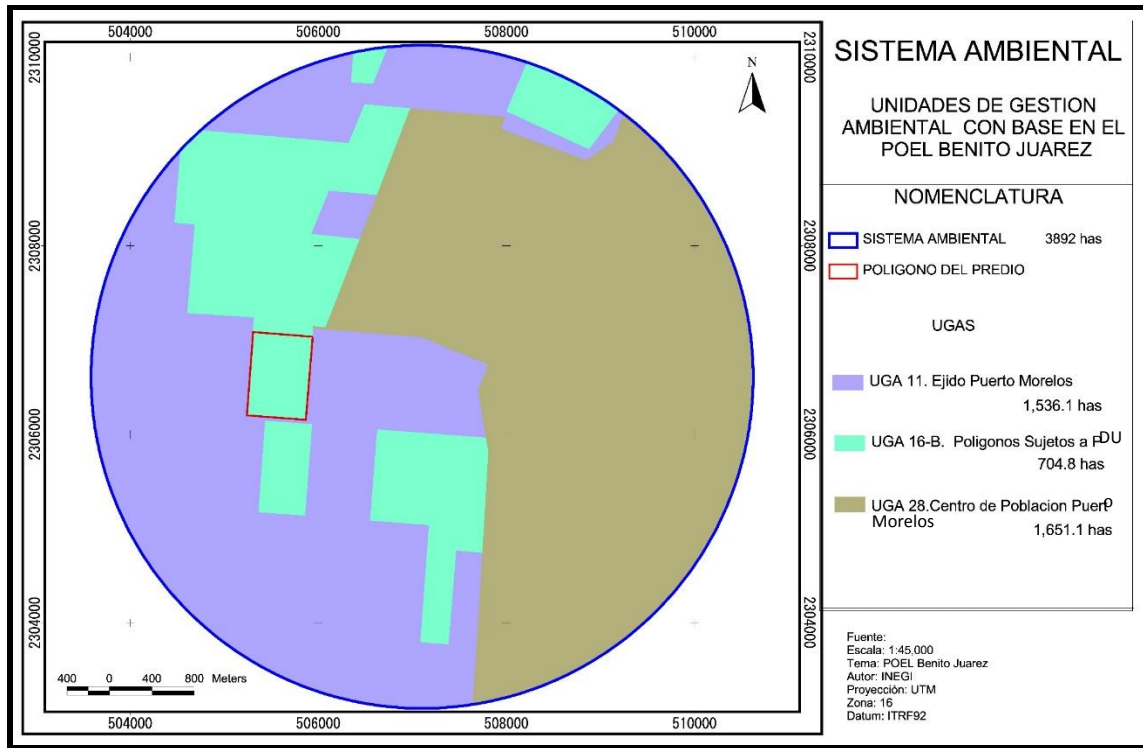 504000 506000 508000 510000
2310000 2310000
2308000 2308000
2306000 2306000
2304000 2304000
N
400 0 400 800 Meters
504000 506000 508000 510000
SISTEMA AMBIENTAL
UNIDADES DE GESTION
AMBIENTAL CON BASE EN EL
POEL BENITO JUAREZ
NOMENCLATURA
SISTEMA AMBIENTAL 3892 has
POLIGONO DEL PREDIO
UGAS
UGA 11. Ejido Puerto Morelos
1,536.1 has
UGA 16-B. Poligonos Sujetos a PDU
704.8 has
UGA 28.Centro de Poblacion Puerto
Morelos
1,651.1 has
Fuente:
Escala: 1:45,000
Tema: POEL Benito Juarez
Autor: INEGI
Proyección: UTM
Zona: 16
Datum: ITRF92